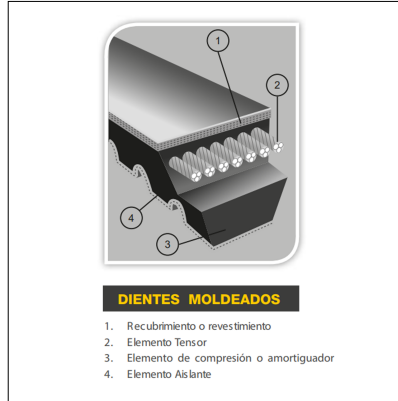 1
2
4
3
DIENTES MOLDEADOS
1. Recubrimiento o revestimiento
2. Elemento Tensor
3. Elemento de compresión o amortiguador
4. Elemento Aislante